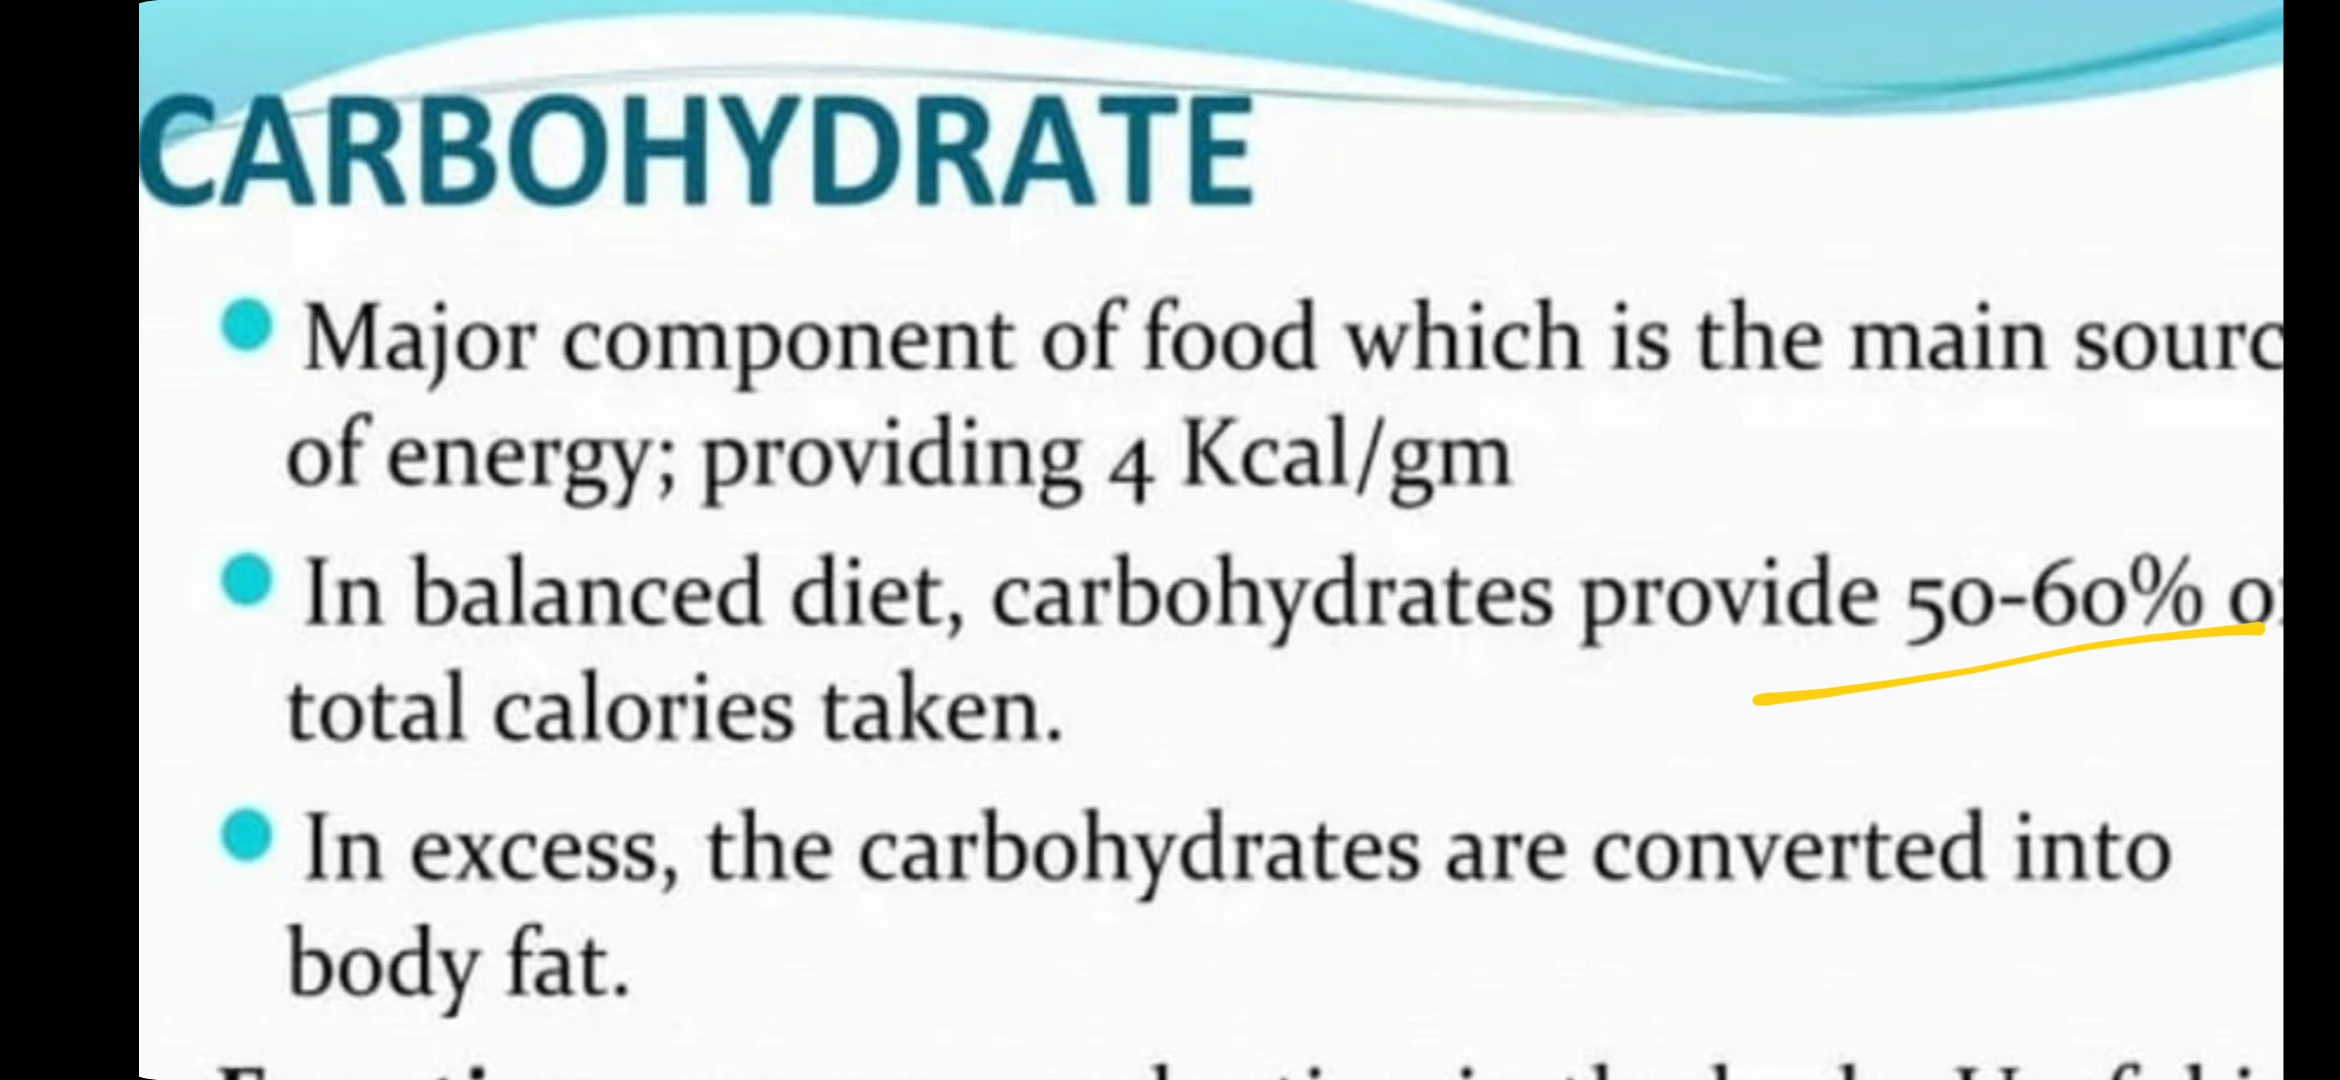 CARBOHYDRATE
Major component of food which is the main sourc
of energy; providing 4 Kcal/gm
In balanced diet, carbohydrates provide 50-60% o
total calories taken.
In excess, the carbohydrates are converted into
body fat.